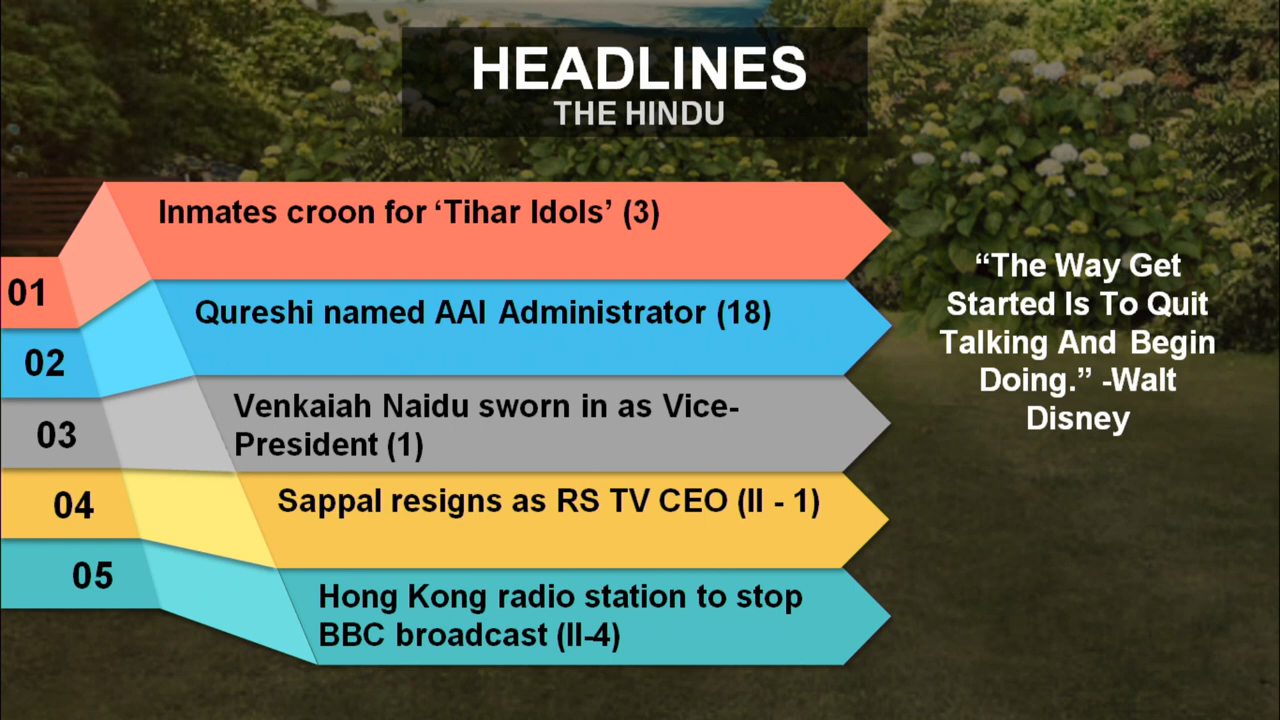 HEADLINES
THE HINDU
01
Inmates croon for ‘Tihar Idols’ (3)
02
Qureshi named AAI Administrator (18)
03
Venkaiah Naidu sworn in as Vice-
President (1)
04
Sappal resigns as RS TV CEO (II - 1)
05
Hong Kong radio station to stop
BBC broadcast (II-4)
“The Way Get
Started Is To Quit
Talking And Begin
Doing.” -Walt
Disney